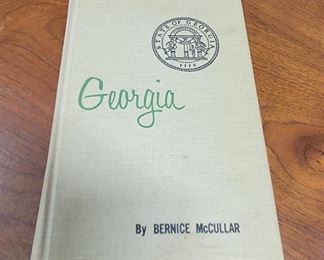 STATE OF GEORGIA
1776
Georgia
By BERNICE McCULLAR